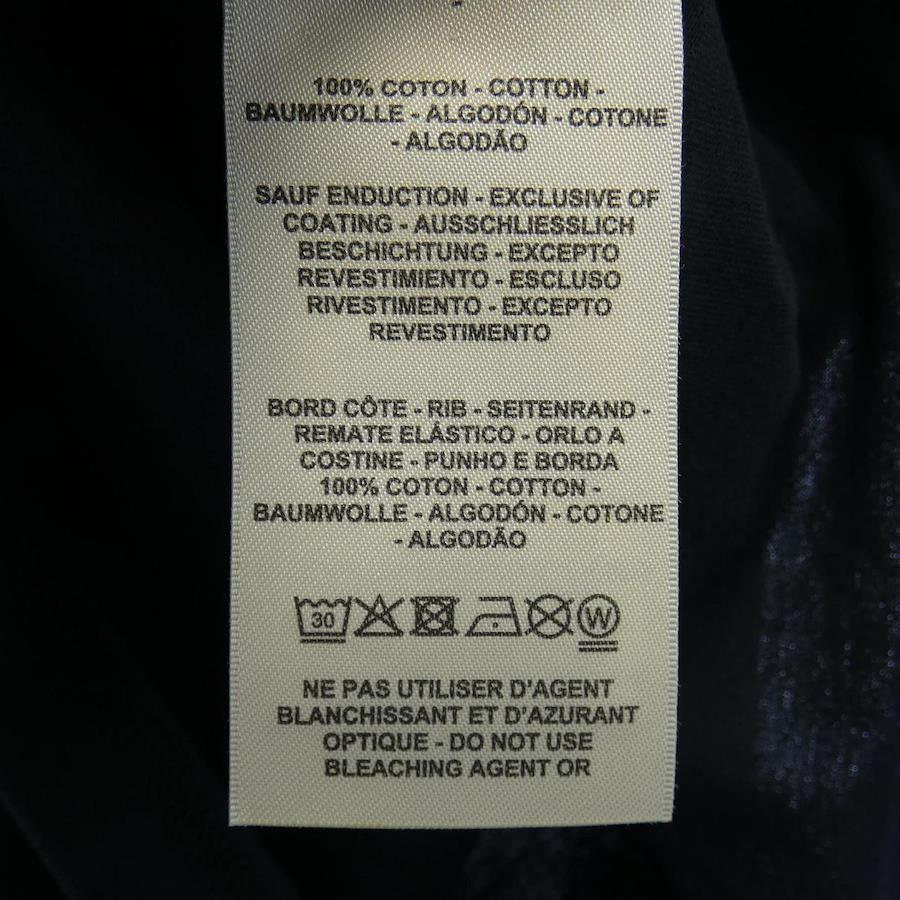 100% COTON - COTTON -
BAUMWOLLE - ALGODÓN - COTONE
- ALGODÃO
SAUF ENDUCTION - EXCLUSIVE OF
COATING - AUSSCHLIESSLICH
BESCHICHTUNG - EXCEPTO
REVESTIMIENTO - ESCLUSO
RIVESTIMENTO - EXCEPTO
REVESTIMENTO
BORD CÔTE - RIB - SEITENRAND -
REMATE ELÁSTICO - ORLO A
COSTINE - PUNHO E BORDA
100% COTON - COTTON -
BAUMWOLLE - ALGODÓN - COTONE
- ALGODÃO
30 W
NE PAS UTILISER D'AGENT
BLANCHISSANT ET D'AZURANT
OPTIQUE - DO NOT USE
BLEACHING AGENT OR